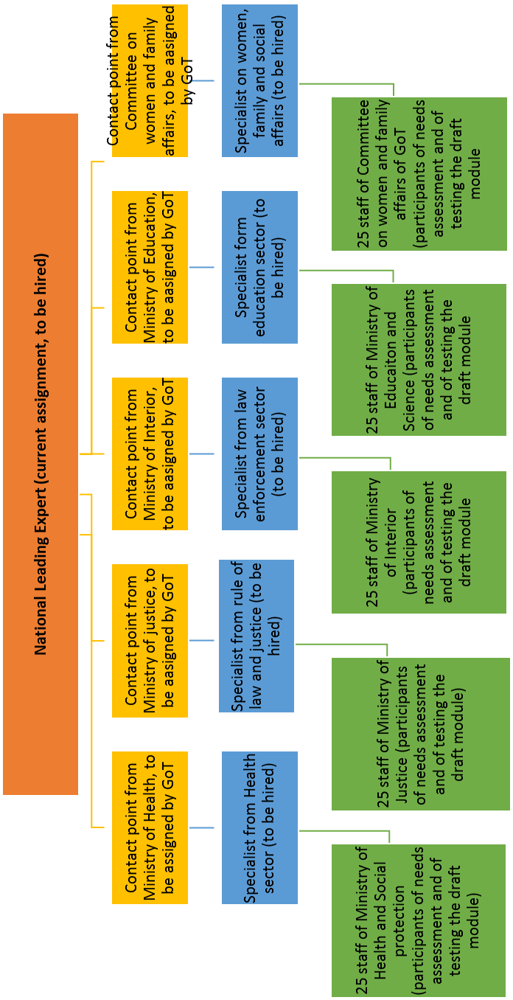 National Leading Expert (current assignment, to be hired)
Contact point from
Ministry of Health, to
be assigned by GoT
Contact point from
Ministry of justice, to
be aasigned by GoT
Contact point from
Ministry of Interior,
to be aasigned by GoT
Contact point from
Ministry of Education,
to be aasigned by GoT
Contact point from
Committee on
women and family
affairs, to be aasigned
by GoT
Specialist from Health
sector (to be hired)
Specialist from rule of
law and justice (to be
hired)
Specialist from law
enforcement sector
(to be hired)
Specialist form
education sector (to
be hired)
Specialist on women,
family and social
affairs (to be hired)
25 staff of Ministry of
Health and Social
protection
(participants of needs
assessment and of
testing the draft
module)
25 staff of Ministry of
Justice (participants
of needs assessment
and of testing the
draft module)
25 staff of Ministry
of Interior
(participants of
needs assessment
and of testing the
draft module
25 staff of Ministry of
Educaiton and
Science (participants
of needs assessment
and of testing the
draft module
25 staff of Committee
on women and family
affairs of GoT
(participants of needs
assessment and of
testing the draft
module